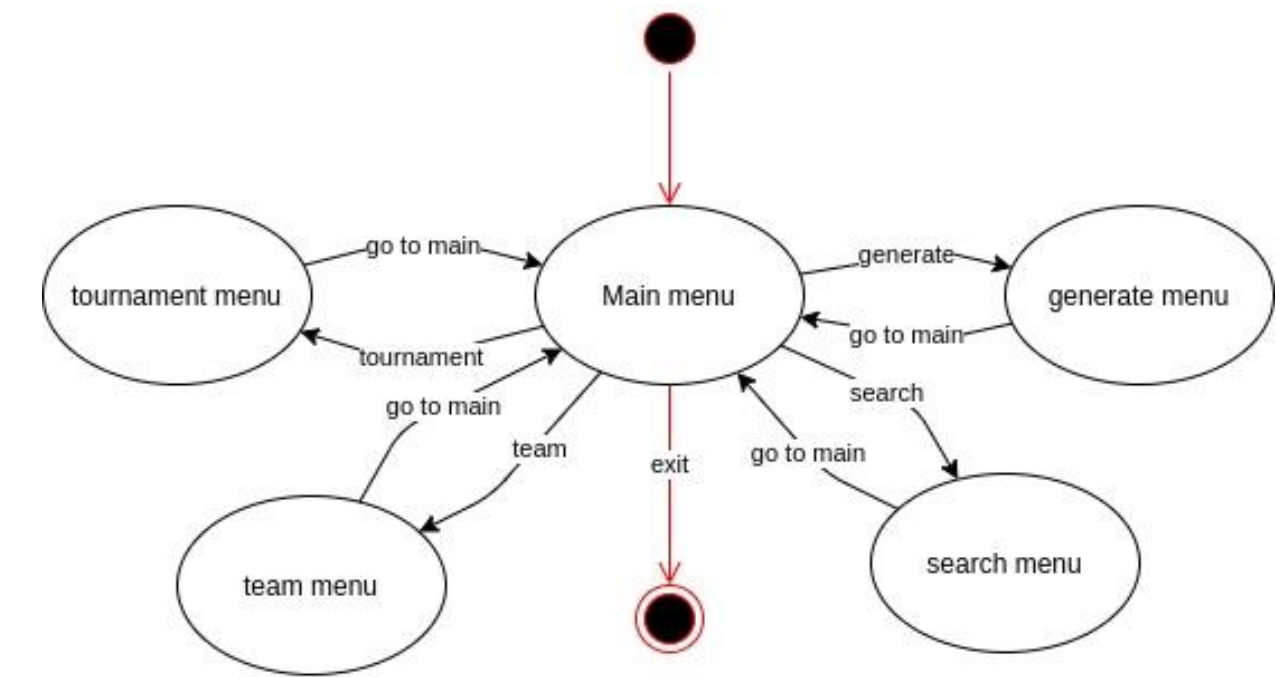 go to main
generate
tournament menu
Main menu
generate menu
go to main
tournament
search
go to main
team
go to main
exit
search menu
team menu